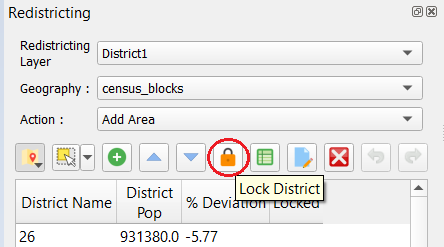 Redistricting
Redistricting
Layer
District1
Geography :
census_blocks
Action :
Add Area
Lock District
District Name
District
Pop
% Deviation
Locked
26
931380.0
-5.77